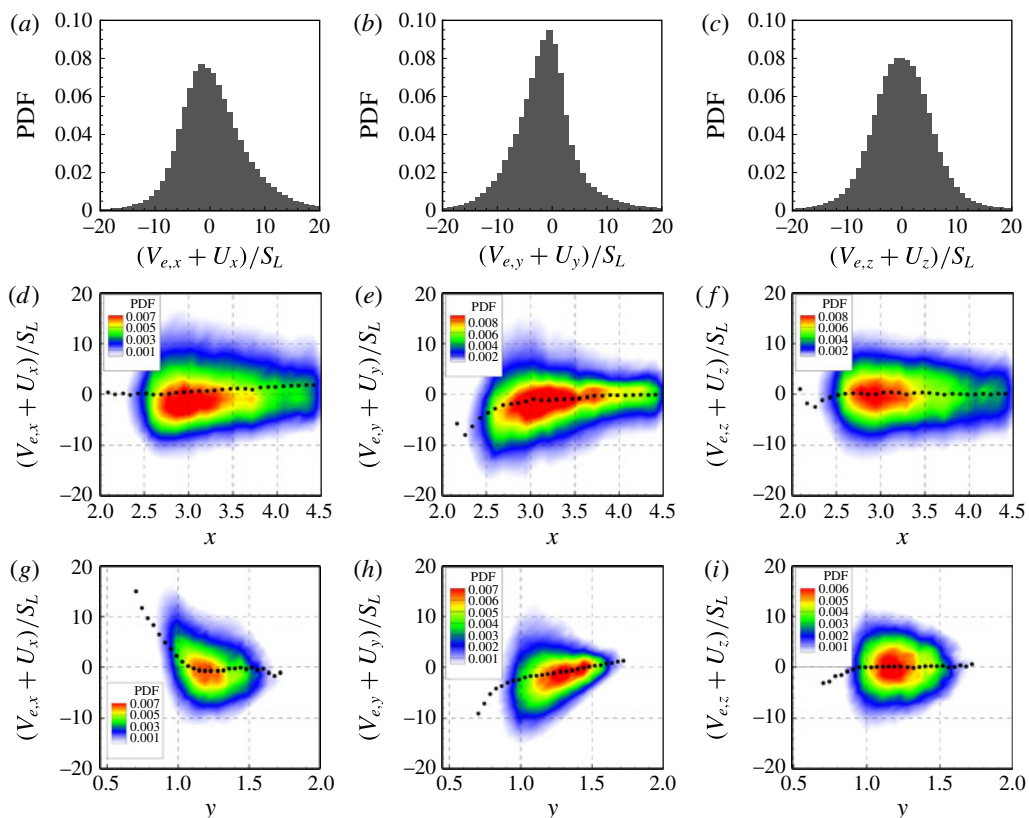 (a) (b) (c)
0.10 0.10 0.10
0.08 0.08 0.08
0.06 0.06 0.06
0.04 0.04 0.04
0.02 0.02 0.02
0 0 0
PDF PDF PDF
−20 −10 0 10 20 −20 −10 0 10 20 −20 −10 0 10 20
(V_{e,x} + U_x)/S_L (V_{e,y} + U_y)/S_L (V_{e,z} + U_z)/S_L
(d)
20
10
0
−10
−20
(V_{e,x} + U_x)/S_L
PDF
0.007
0.005
0.003
0.001
2.0 2.5 3.0 3.5 4.0 4.5
x
(e)
20
10
0
−10
−20
(V_{e,y} + U_y)/S_L
PDF
0.008
0.006
0.004
0.002
2.0 2.5 3.0 3.5 4.0 4.5
x
(f)
20
10
0
−10
−20
(V_{e,z} + U_z)/S_L
PDF
0.008
0.006
0.004
0.002
2.0 2.5 3.0 3.5 4.0 4.5
x
(g)
20
10
0
−10
−20
(V_{e,x} + U_x)/S_L
PDF
0.007
0.005
0.003
0.001
0.5 1.0 1.5 2.0
y
(h)
20
10
0
−10
−20
(V_{e,y} + U_y)/S_L
PDF
0.007
0.006
0.005
0.004
0.003
0.002
0.001
0.5 1.0 1.5 2.0
y
(i)
20
10
0
−10
−20
(V_{e,z} + U_z)/S_L
PDF
0.006
0.005
0.004
0.003
0.002
0.001
0.5 1.0 1.5 2.0
y